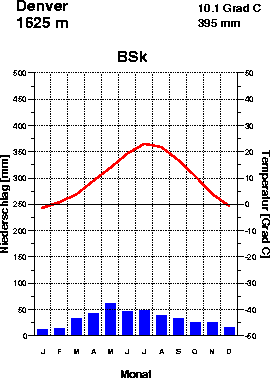 Denver 10.1 Grad C
1625 m 395 mm
BSk
500 50
450 40
400 30
350 20
300 10
250 0
200 -10
150 -20
100 -30
50 -40
0 -50
Niederschlag [mm]
Temperatur [Grad C]
J F M A M J J A S O N D
Monat